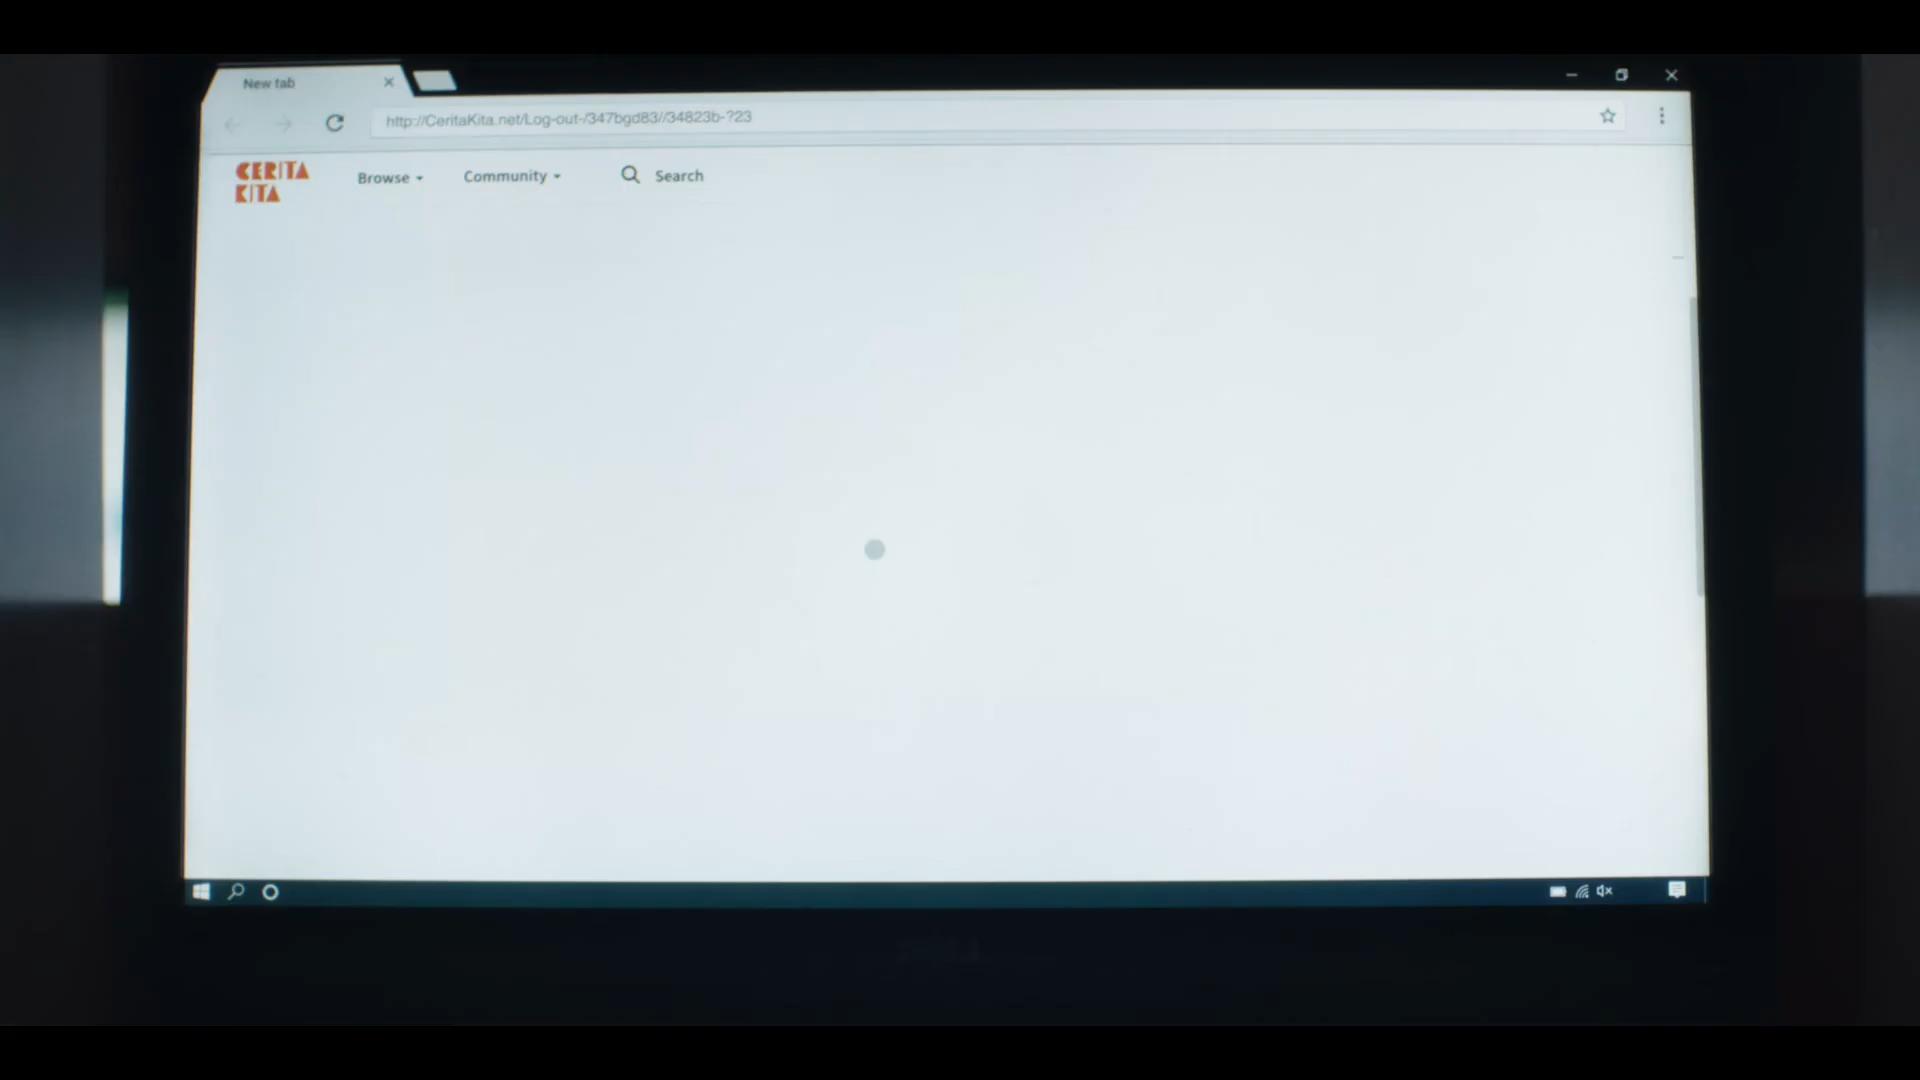 New tab
http://CeritaKita.net/Log-out-/347bgd83//34823b-?23
CERITA
KITA
Browse
Community
Search